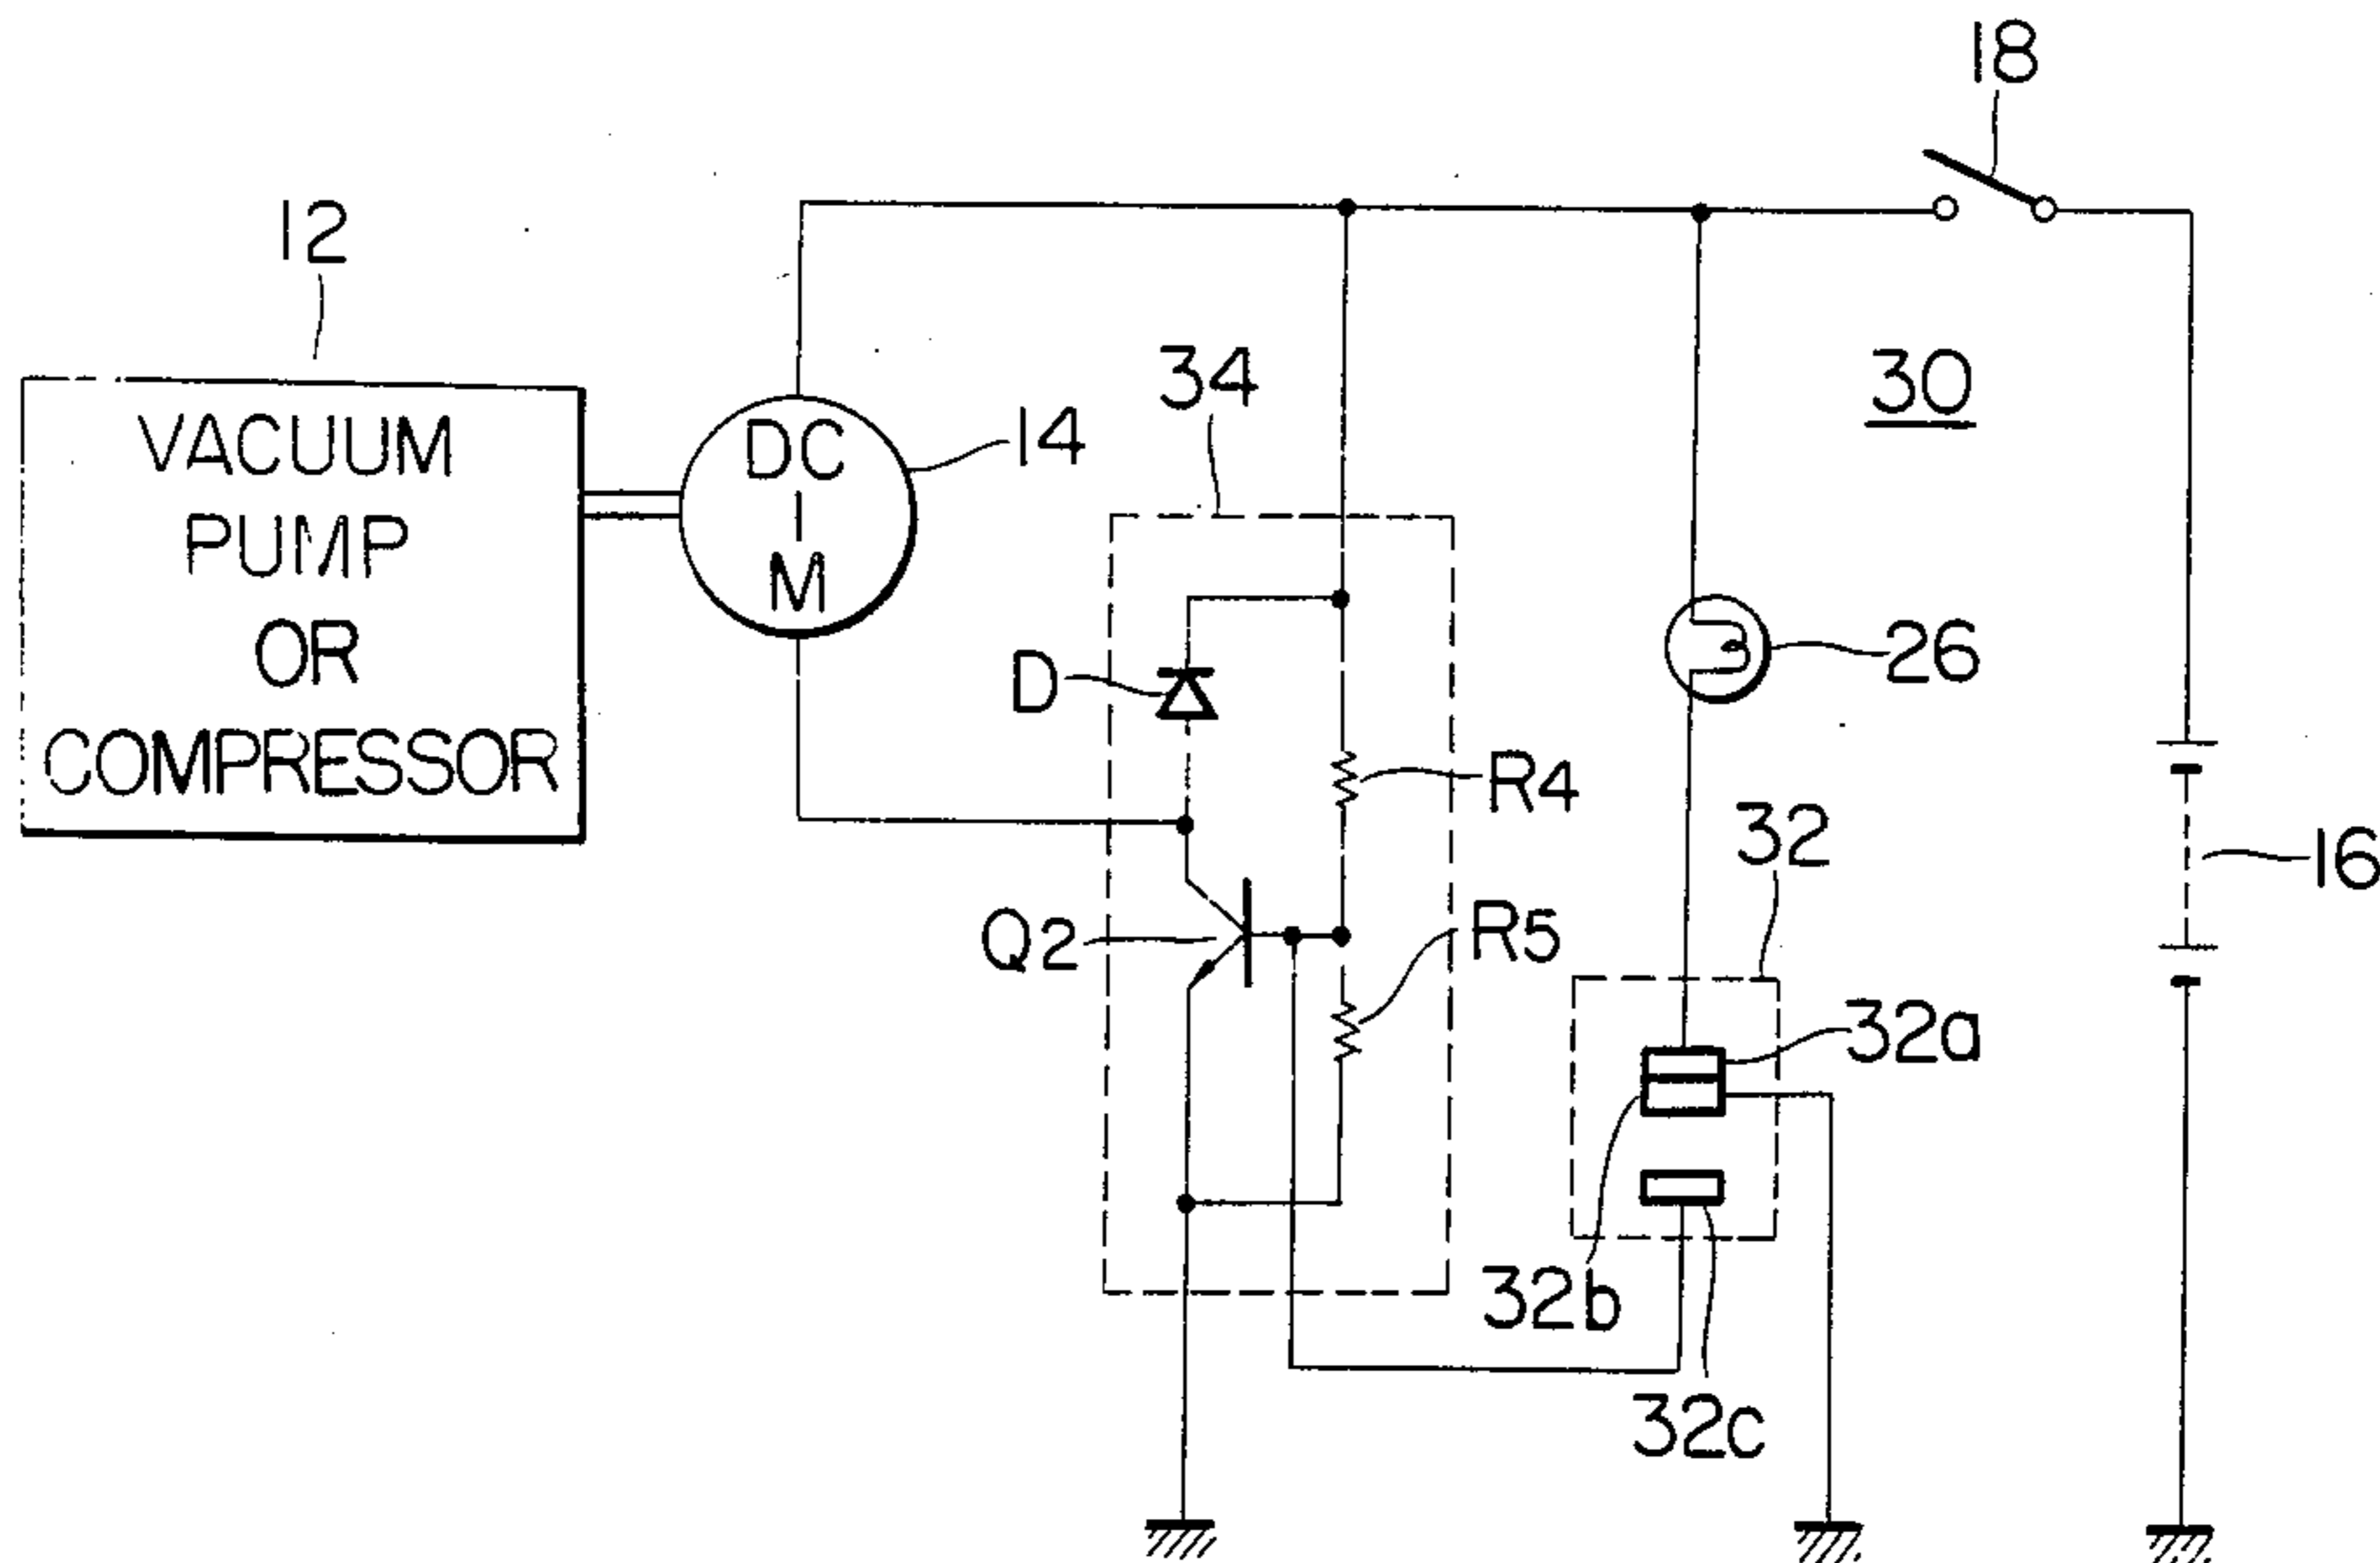 18
12
30
34
VACUUM
PUMP
OR
COMPRESSOR
DC
-
M
14
D
26
R4
32
16
Q2
R5
32a
32b
32c